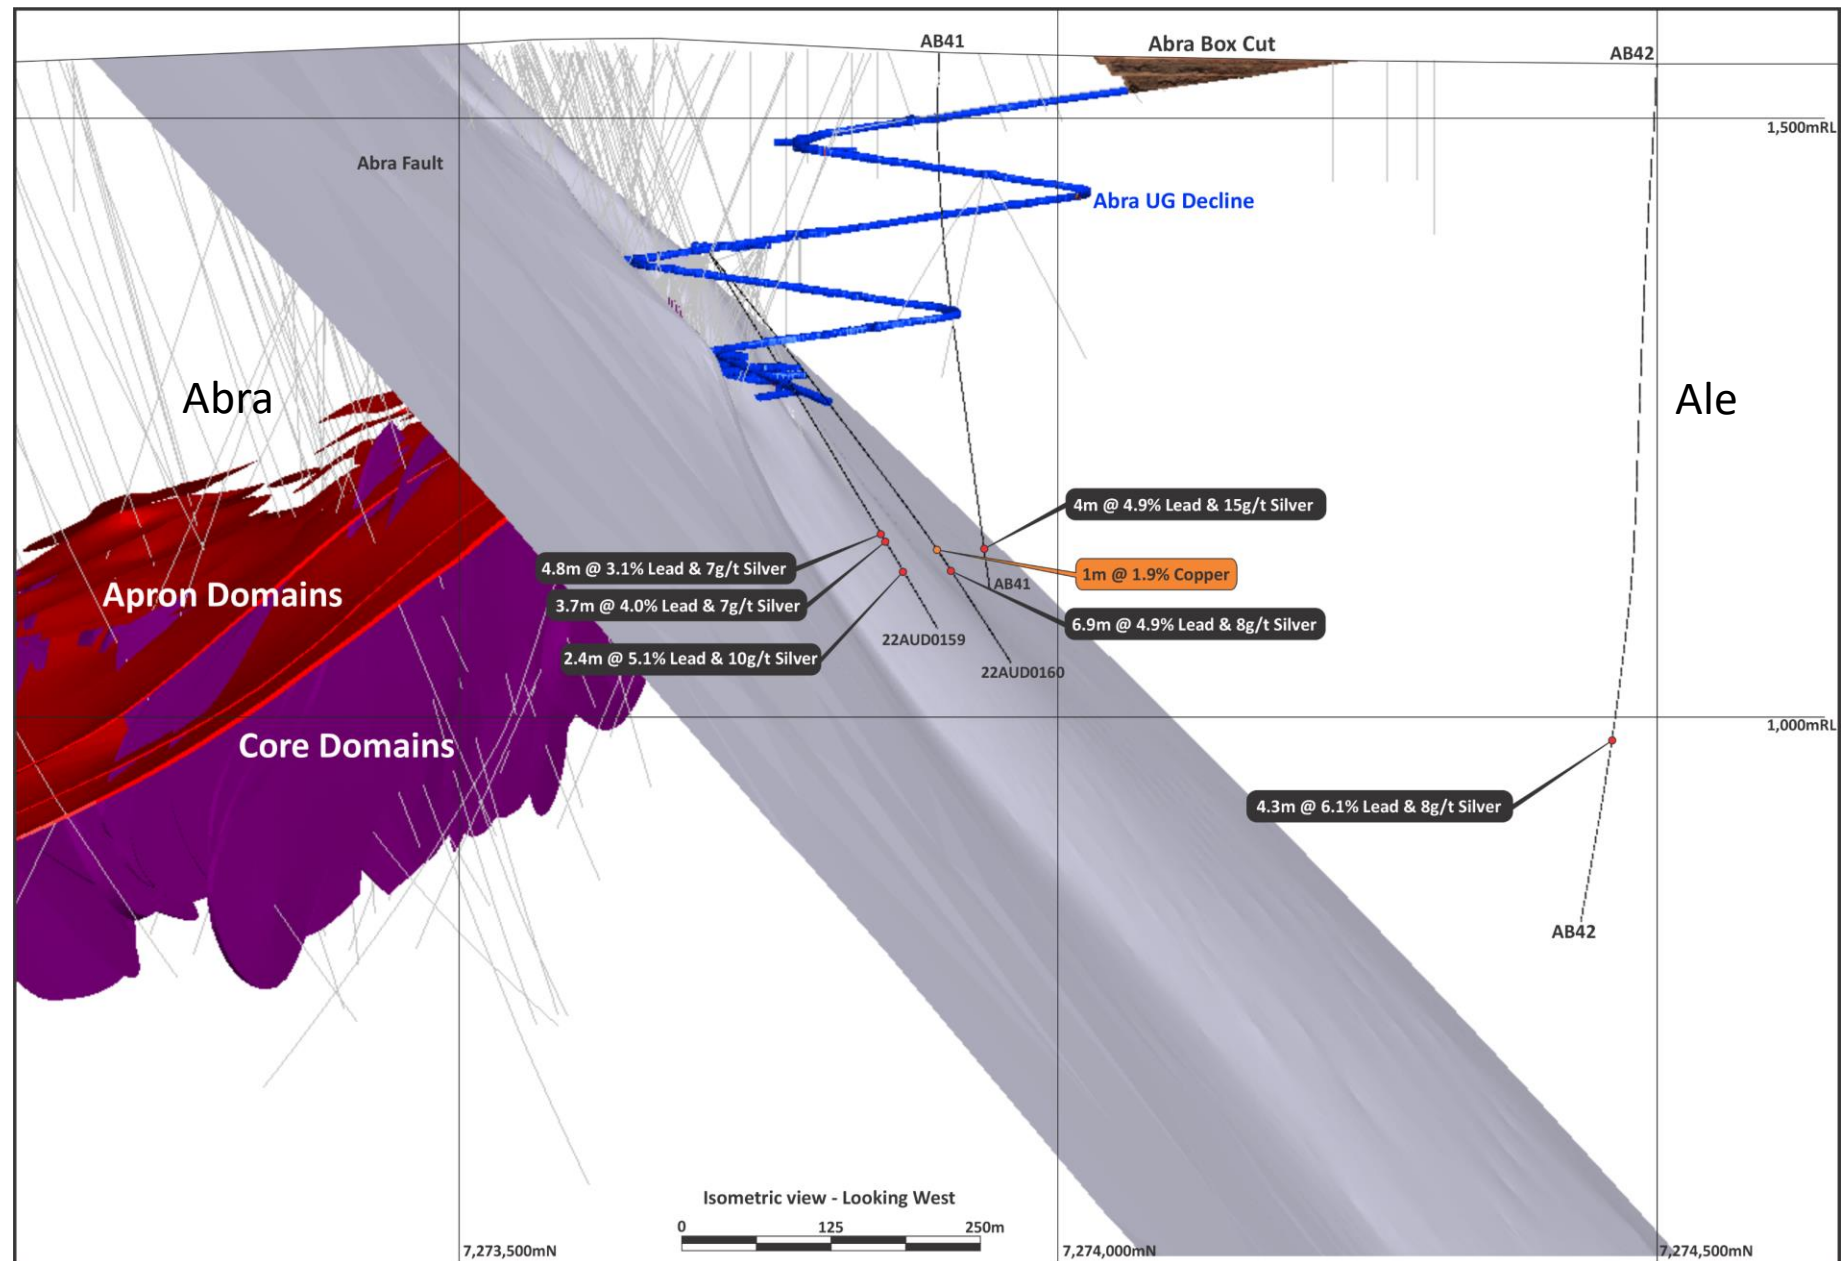 AB41
Abra Box Cut
AB42
1,500mRL
Abra Fault
Abra UG Decline
Abra
Ale
4m @ 4.9% Lead & 15g/t Silver
4.8m @ 3.1% Lead & 7g/t Silver
1m @ 1.9% Copper
AB41
Apron Domains
3.7m @ 4.0% Lead & 7g/t Silver
6.9m @ 4.9% Lead & 8g/t Silver
22AUD0159
2.4m @ 5.1% Lead & 10g/t Silver
22AUD0160
1,000mRL
Core Domains
4.3m @ 6.1% Lead & 8g/t Silver
AB42
Isometric view - Looking West
0 125 250m
7,273,500mN
7,274,000mN
7,274,500mN